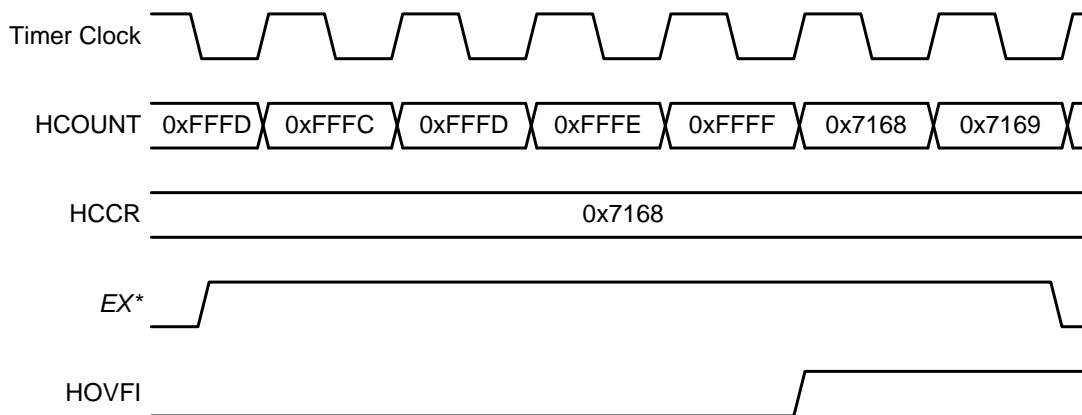 Timer Clock
HCOUNT 0xFFFD 0xFFFC 0xFFFD 0xFFFE 0xFFFF 0x7168 0x7169
HCCR 0x7168
EX*
HOVFI